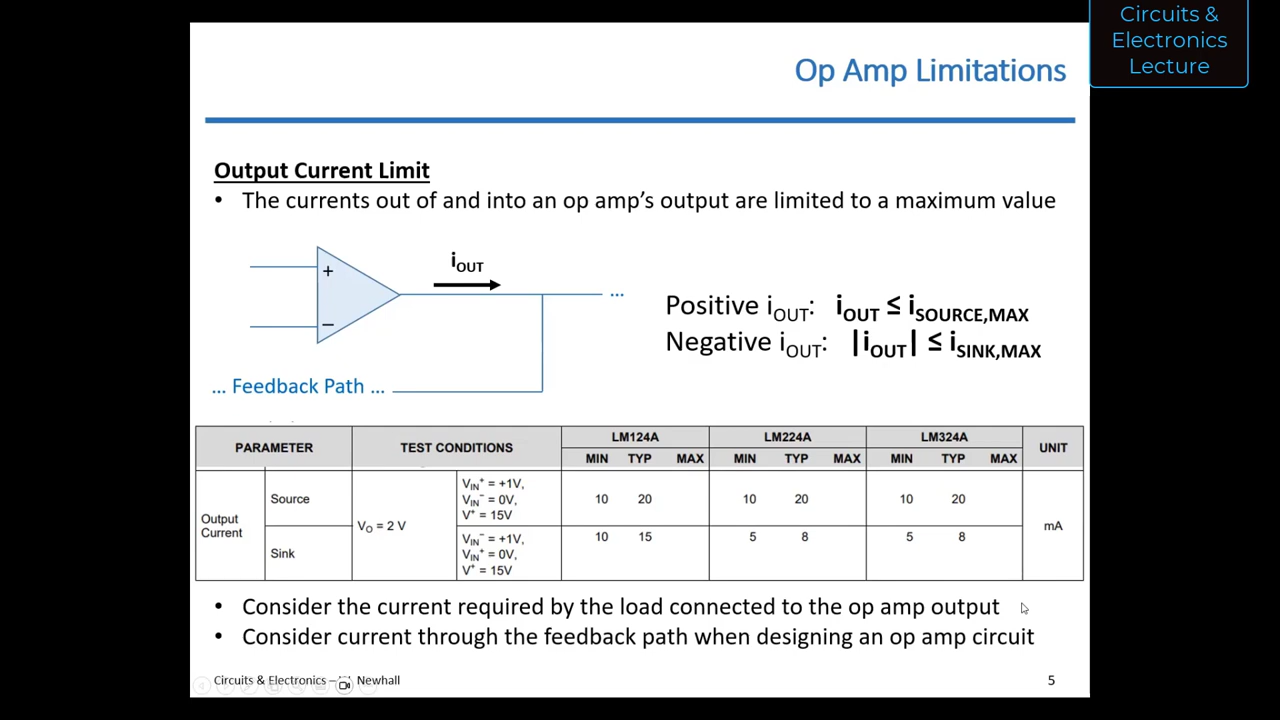 Circuits &
Electronics
Lecture
Op Amp Limitations
Output Current Limit
• The currents out of and into an op amp's output are limited to a maximum value
+
−
iOUT
...
... Feedback Path ...
Positive iOUT: iOUT ≤ iSOURCE,MAX
Negative iOUT: |iOUT| ≤ iSINK,MAX
PARAMETER TEST CONDITIONS LM124A LM224A LM324A UNIT
MIN TYP MAX MIN TYP MAX MIN TYP MAX
Output Current
VO = 2 V
Source
VIN+ = +1V,
VIN− = 0V,
V+ = 15V
10 20 10 20 10 20
mA
Sink
VIN− = +1V,
VIN+ = 0V,
V+ = 15V
10 15 5 8 5 8
• Consider the current required by the load connected to the op amp output
• Consider current through the feedback path when designing an op amp circuit
Circuits & Electronics – Newhall
5